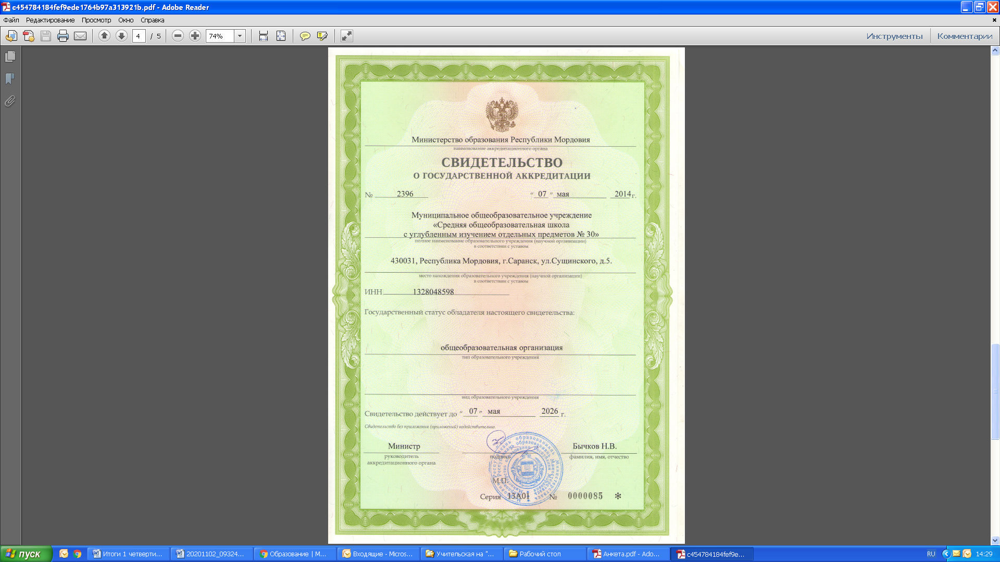 c454784184fef9ede1764b97a313921b.pdf - Adobe Reader
Файл Редактирование Просмотр Окно Справка
4 / 5 74% Инструменты Комментарии
Министерство образования Республики Мордовия
наименование аккредитационного органа
СВИДЕТЕЛЬСТВО
О ГОСУДАРСТВЕННОЙ АККРЕДИТАЦИИ
№ 2396 " 07 " мая 2014 г.
Муниципальное общеобразовательное учреждение
«Средняя общеобразовательная школа
с углубленным изучением отдельных предметов № 30»
полное наименование образовательного учреждения (научной организации)
в соответствии с уставом
430031, Республика Мордовия, г.Саранск, ул.Сущинского, д.5.
место нахождения образовательного учреждения (научной организации)
в соответствии с уставом
ИНН 1328048598
Государственный статус обладателя настоящего свидетельства:
общеобразовательная организация
тип образовательного учреждения
вид образовательного учреждения
Свидетельство действует до " 07 " мая 2026 г.
Свидетельство без приложения (приложений) недействительно.
Министр Бычков Н.В.
руководитель подпись фамилия, имя, отчество
аккредитационного органа
М.П.
Серия 13А01 № 0000085 *
пуск Итоги 1 четверти... 20201102_09324... Образование | М... Входящие - Micros... Учительская на "... Рабочий стол Анкета.pdf - Ado... c454784184fef9e... RU 14:29